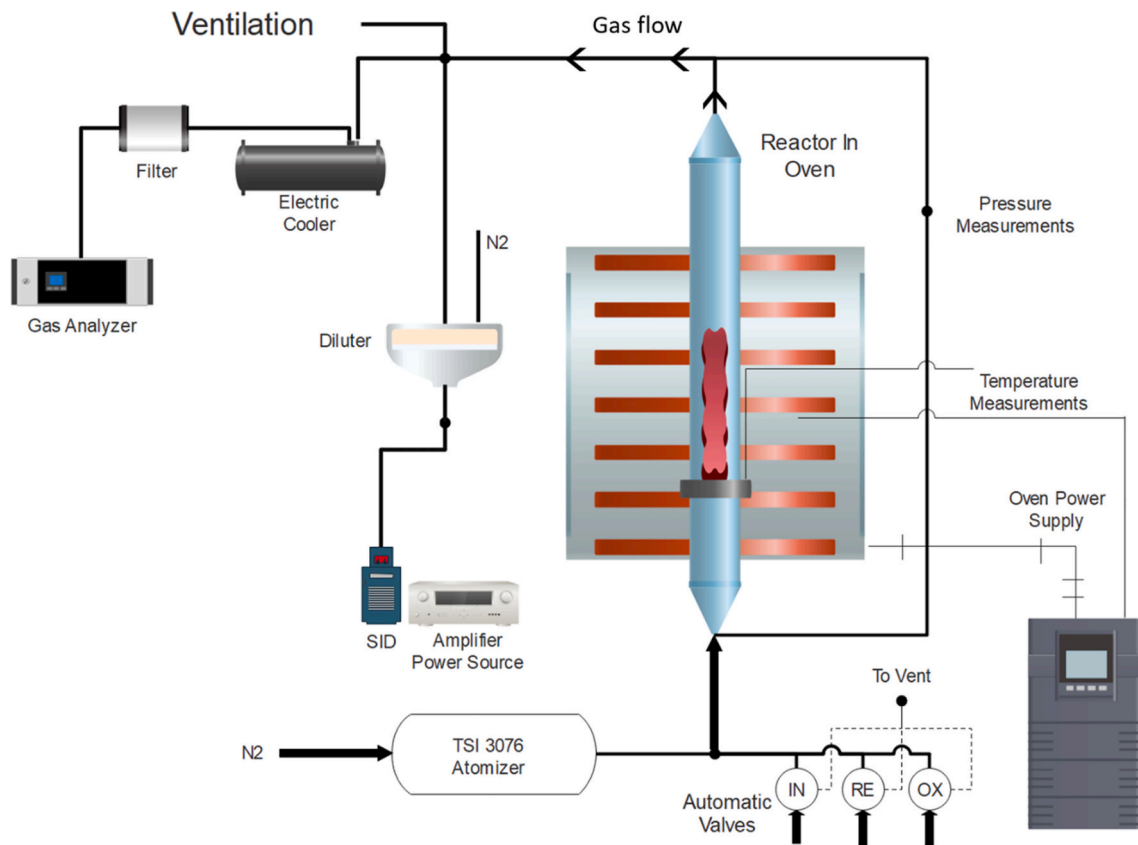 Ventilation
Gas flow
Reactor In
Oven
Filter
Electric
Cooler
Pressure
Measurements
N2
Gas Analyzer
Diluter
Temperature
Measurements
Oven Power
Supply
SID
Amplifier
Power Source
To Vent
N2
TSI 3076
Atomizer
IN
RE
OX
Automatic
Valves